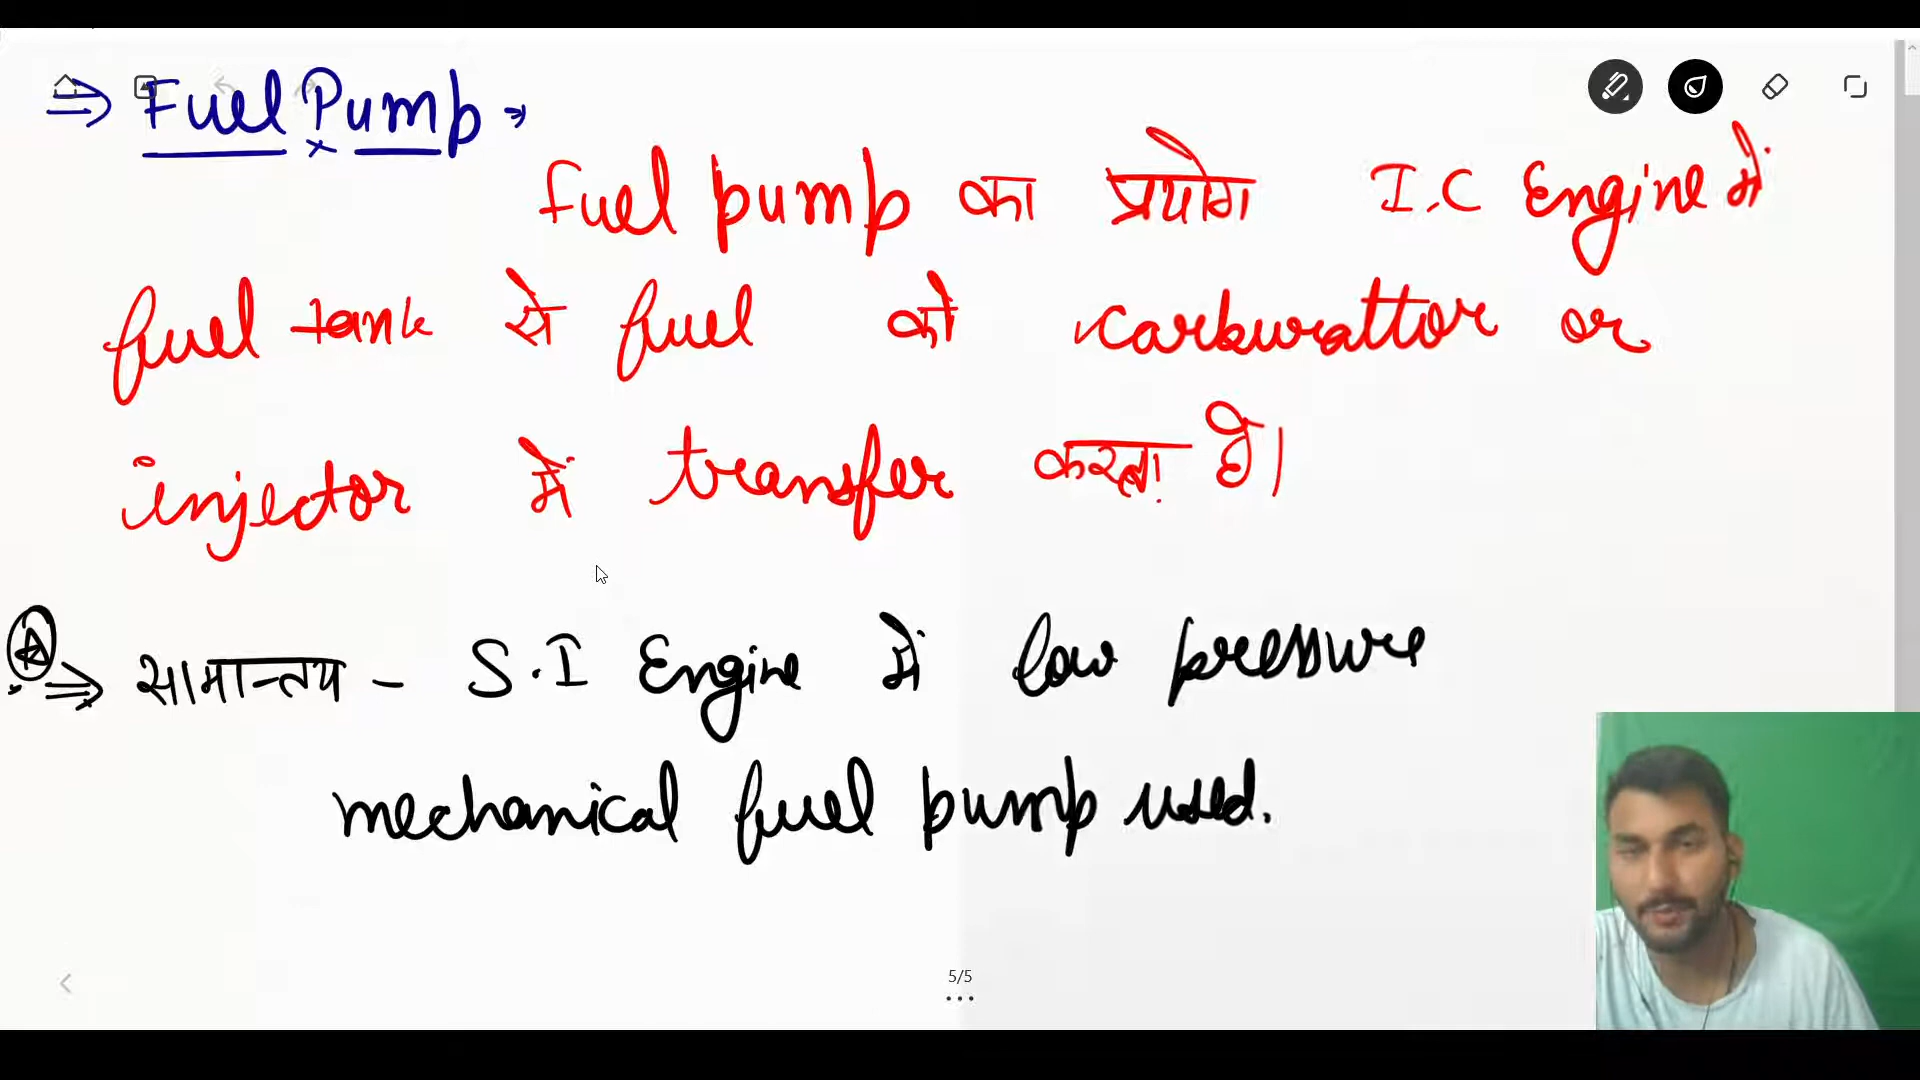 ⇒ Fuel Pump →
Fuel pump का प्रयोग I.C Engine में
fuel tank से fuel को carburattor or
injector में transfer करता है।
⇒ सामान्तय - S.I Engine में low pressure
mechanical fuel pump used.
5/5